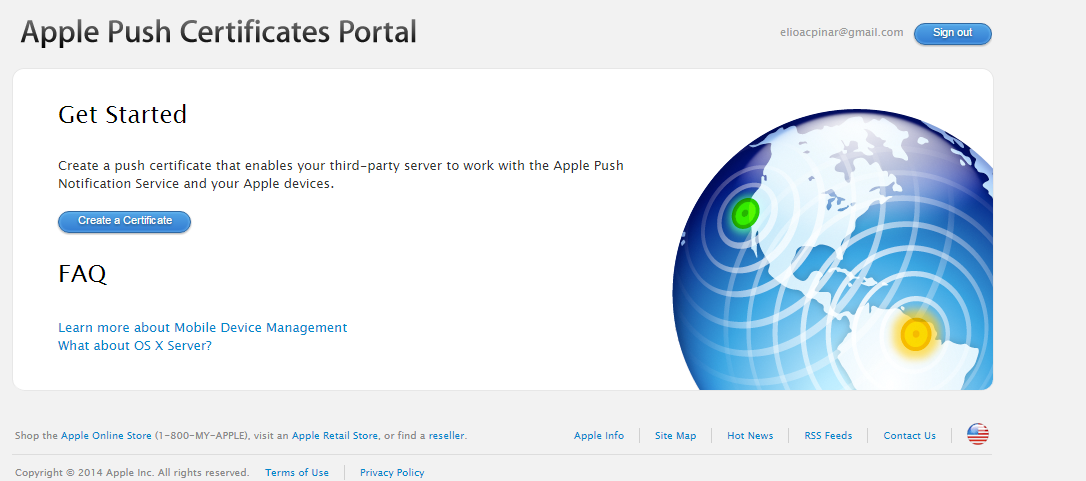 Apple Push Certificates Portal
elioacpinar@gmail.com
Sign out
Get Started
Create a push certificate that enables your third-party server to work with the Apple Push
Notification Service and your Apple devices.
Create a Certificate
FAQ
Learn more about Mobile Device Management
What about OS X Server?
Shop the Apple Online Store (1-800-MY-APPLE), visit an Apple Retail Store, or find a reseller.
Apple Info
Site Map
Hot News
RSS Feeds
Contact Us
Copyright © 2014 Apple Inc. All rights reserved.
Terms of Use
Privacy Policy